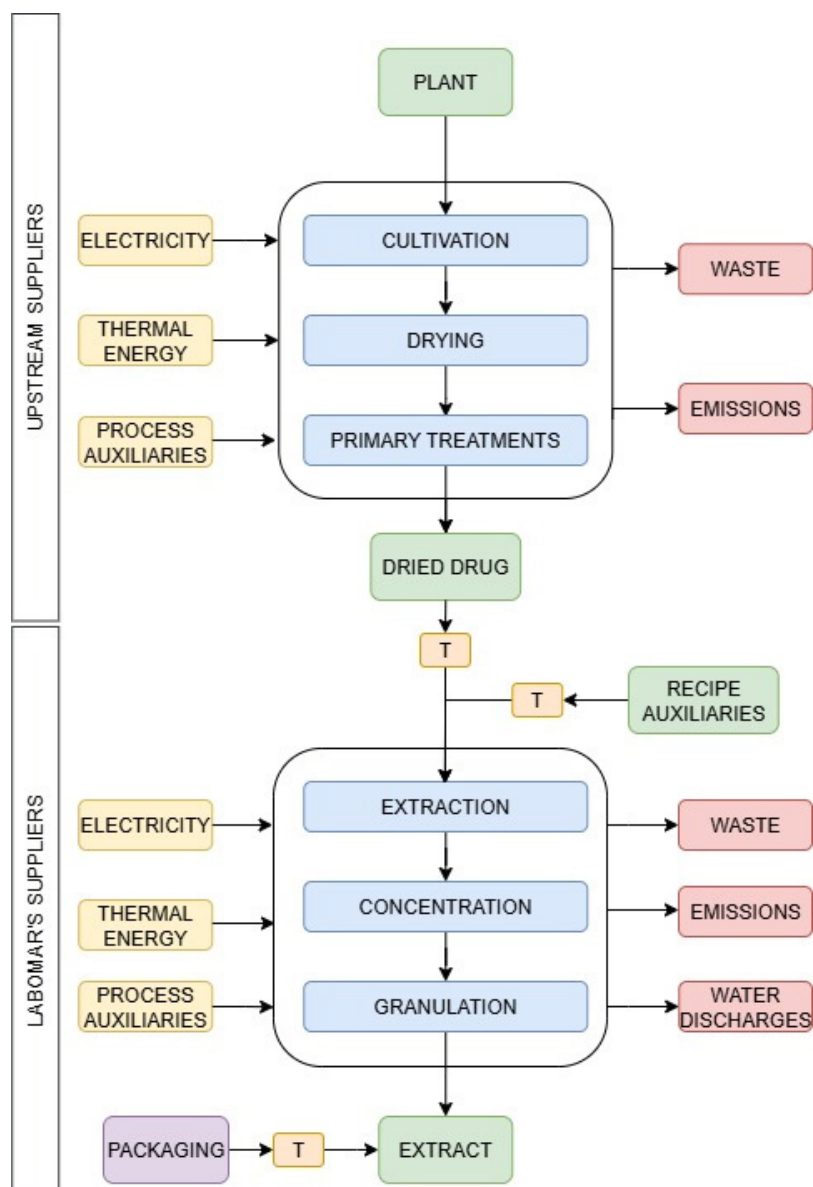 UPSTREAM SUPPLIERS
PLANT
ELECTRICITY
CULTIVATION
WASTE
THERMAL
ENERGY
DRYING
EMISSIONS
PROCESS
AUXILIARIES
PRIMARY TREATMENTS
DRIED DRUG
LABOMAR'S SUPPLIERS
T
T
RECIPE
AUXILIARIES
ELECTRICITY
EXTRACTION
WASTE
THERMAL
ENERGY
CONCENTRATION
EMISSIONS
PROCESS
AUXILIARIES
GRANULATION
WATER
DISCHARGES
PACKAGING
T
EXTRACT